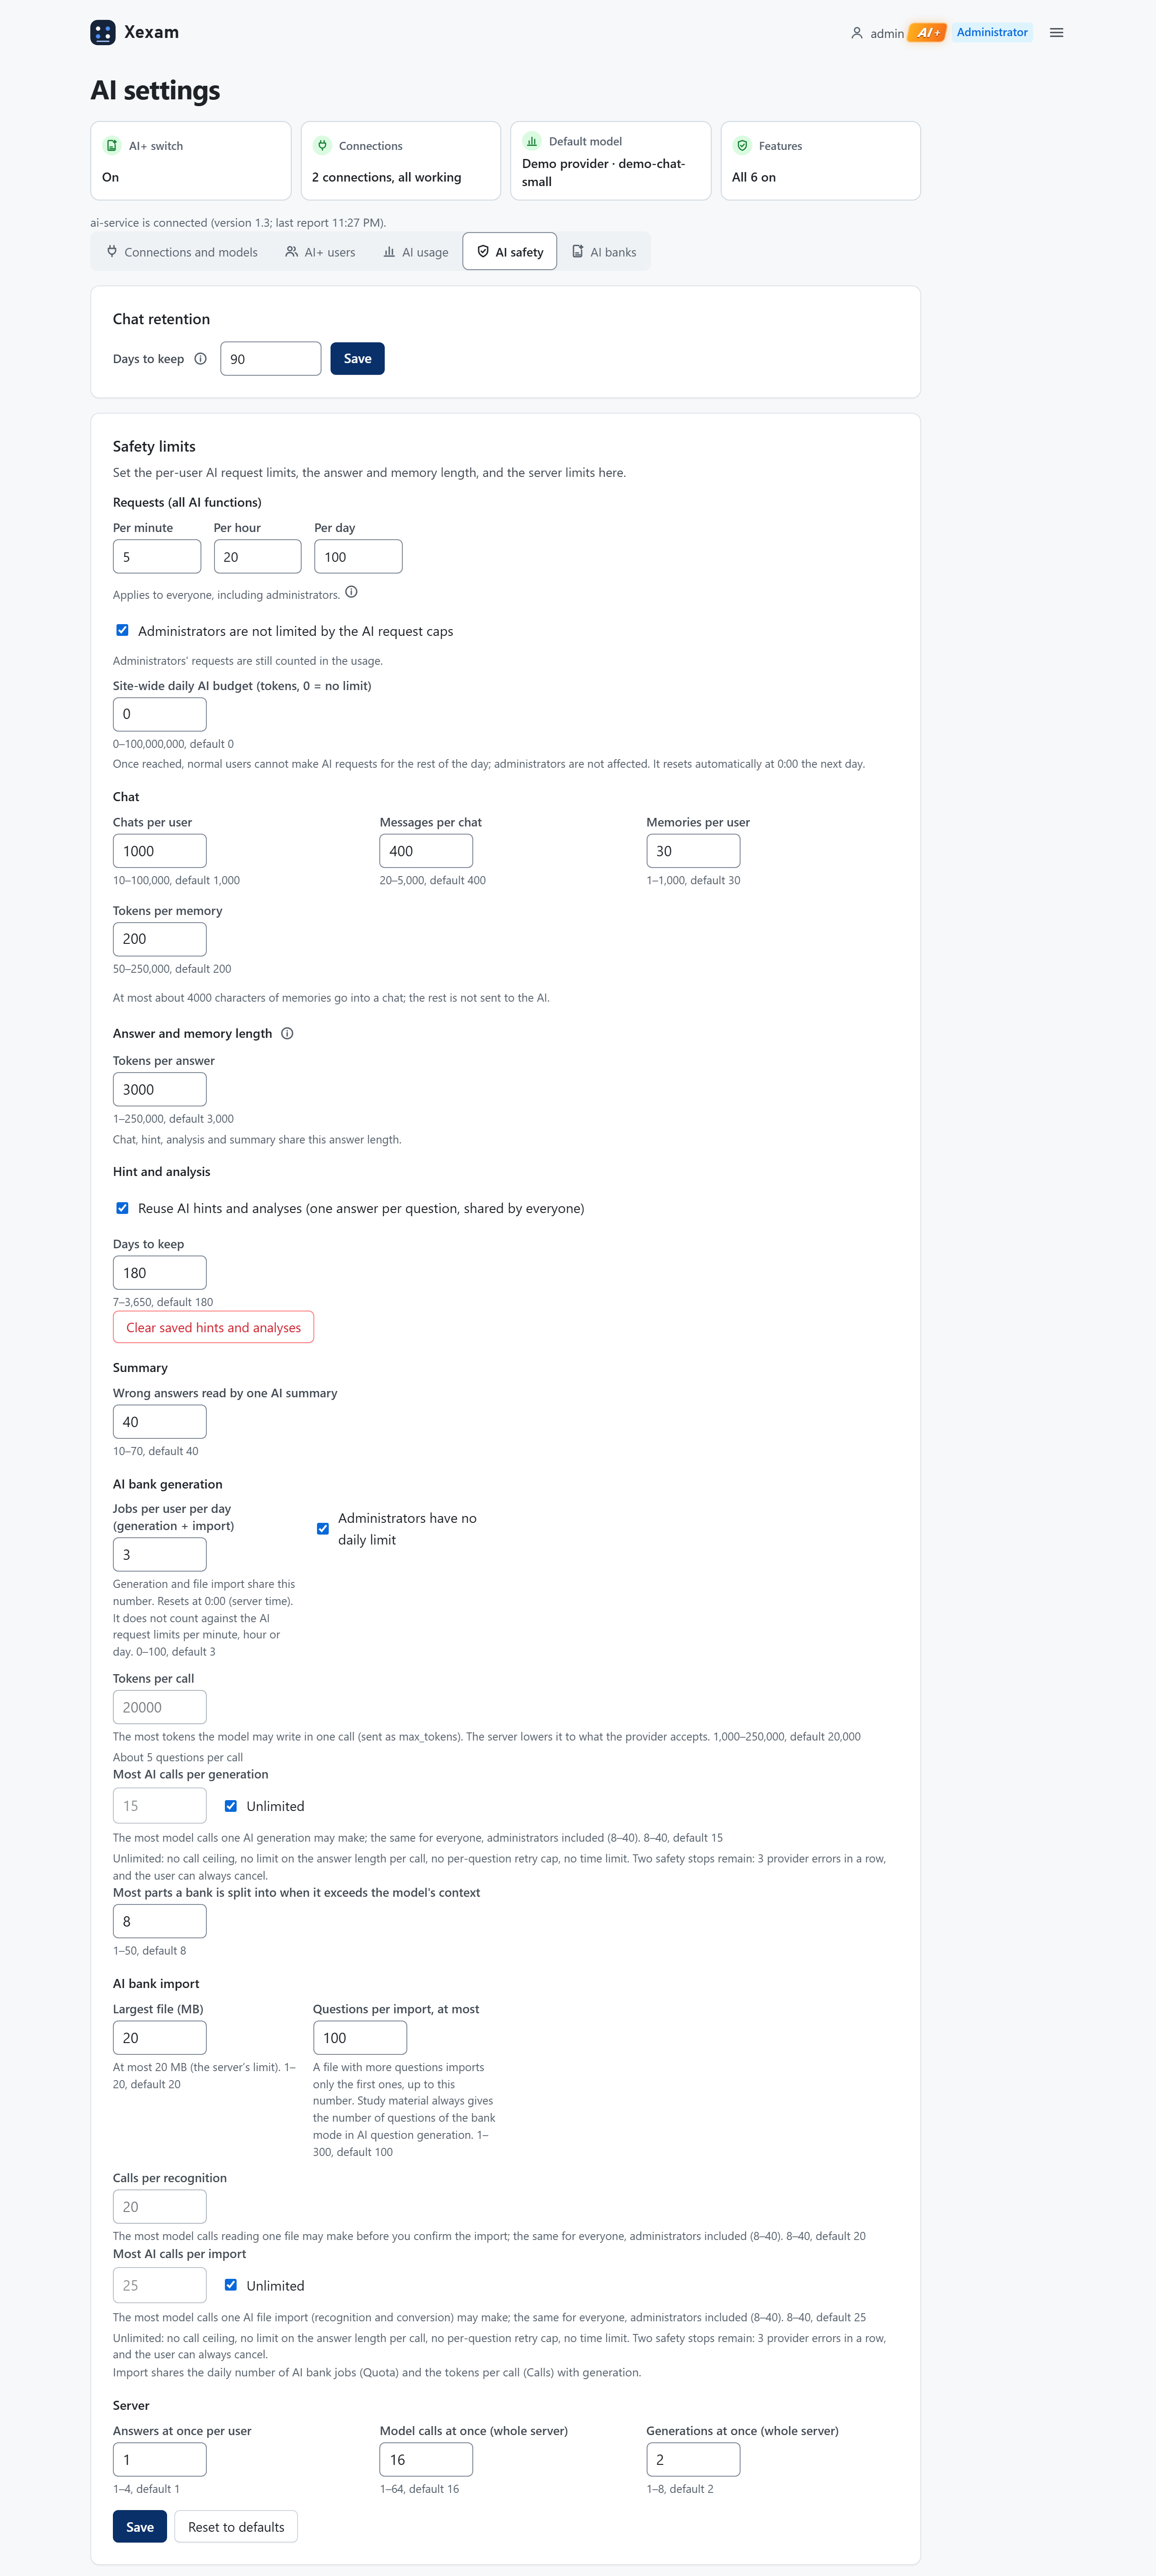 Xexam
admin AI+ Administrator
AI settings
AI+ switch
On
Connections
2 connections, all working
Default model
Demo provider · demo-chat-
small
Features
All 6 on
ai-service is connected (version 1.3; last report 11:27 PM).
Connections and models AI+ users AI usage AI safety AI banks
Chat retention
Days to keep 90 Save
Safety limits
Set the per-user AI request limits, the answer and memory length, and the server limits here.
Requests (all AI functions)
Per minute Per hour Per day
5 20 100
Applies to everyone, including administrators.
Administrators are not limited by the AI request caps
Administrators' requests are still counted in the usage.
Site-wide daily AI budget (tokens, 0 = no limit)
0
0–100,000,000, default 0
Once reached, normal users cannot make AI requests for the rest of the day; administrators are not affected. It resets automatically at 0:00 the next day.
Chat
Chats per user Messages per chat Memories per user
1000 400 30
10–100,000, default 1,000 20–5,000, default 400 1–1,000, default 30
Tokens per memory
200
50–250,000, default 200
At most about 4000 characters of memories go into a chat; the rest is not sent to the AI.
Answer and memory length
Tokens per answer
3000
1–250,000, default 3,000
Chat, hint, analysis and summary share this answer length.
Hint and analysis
Reuse AI hints and analyses (one answer per question, shared by everyone)
Days to keep
180
7–3,650, default 180
Clear saved hints and analyses
Summary
Wrong answers read by one AI summary
40
10–70, default 40
AI bank generation
Jobs per user per day
(generation + import)
3
Generation and file import share this
number. Resets at 0:00 (server time).
It does not count against the AI
request limits per minute, hour or
day. 0–100, default 3
Administrators have no
daily limit
Tokens per call
20000
The most tokens the model may write in one call (sent as max_tokens). The server lowers it to what the provider accepts. 1,000–250,000, default 20,000
About 5 questions per call
Most AI calls per generation
15 Unlimited
The most model calls one AI generation may make; the same for everyone, administrators included (8–40). 8–40, default 15
Unlimited: no call ceiling, no limit on the answer length per call, no per-question retry cap, no time limit. Two safety stops remain: 3 provider errors in a row,
and the user can always cancel.
Most parts a bank is split into when it exceeds the model's context
8
1–50, default 8
AI bank import
Largest file (MB)
20
At most 20 MB (the server's limit). 1–
20, default 20
Questions per import, at most
100
A file with more questions imports
only the first ones, up to this
number. Study material always gives
the number of questions of the bank
mode in AI question generation. 1–
300, default 100
Calls per recognition
20
The most model calls reading one file may make before you confirm the import; the same for everyone, administrators included (8–40). 8–40, default 20
Most AI calls per import
25 Unlimited
The most model calls one AI file import (recognition and conversion) may make; the same for everyone, administrators included (8–40). 8–40, default 25
Unlimited: no call ceiling, no limit on the answer length per call, no per-question retry cap, no time limit. Two safety stops remain: 3 provider errors in a row,
and the user can always cancel.
Import shares the daily number of AI bank jobs (Quota) and the tokens per call (Calls) with generation.
Server
Answers at once per user Model calls at once (whole server) Generations at once (whole server)
1 16 2
1–4, default 1 1–64, default 16 1–8, default 2
Save Reset to defaults